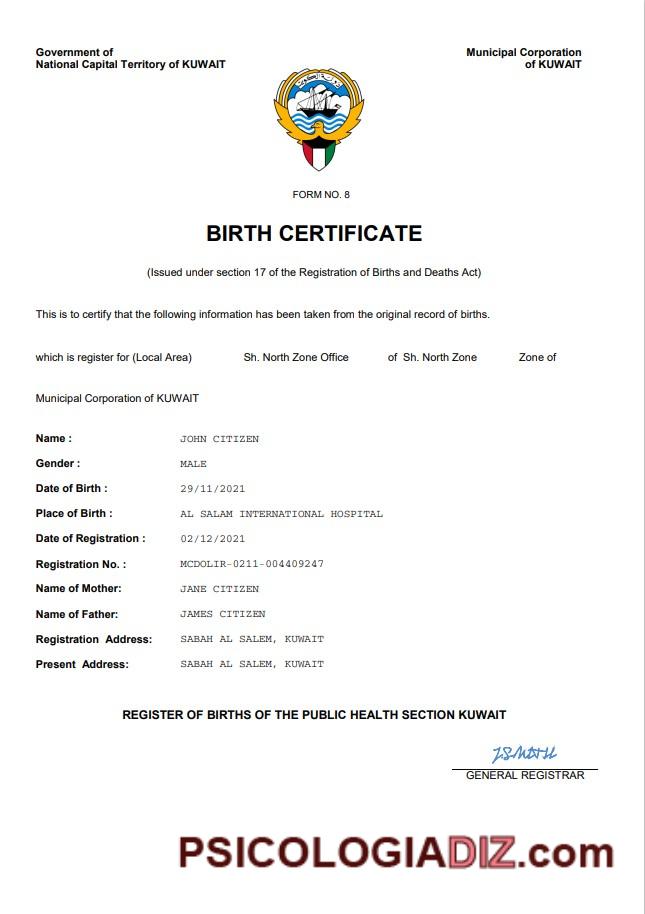 Government of
National Capital Territory of KUWAIT
Municipal Corporation
of KUWAIT
FORM NO. 8
BIRTH CERTIFICATE
(Issued under section 17 of the Registration of Births and Deaths Act)
This is to certify that the following information has been taken from the original record of births.
which is register for (Local Area) Sh. North Zone Office of Sh. North Zone Zone of
Municipal Corporation of KUWAIT
Name : JOHN CITIZEN
Gender : MALE
Date of Birth : 29/11/2021
Place of Birth : AL SALAM INTERNATIONAL HOSPITAL
Date of Registration : 02/12/2021
Registration No. : MCDOLIR-0211-004409247
Name of Mother: JANE CITIZEN
Name of Father: JAMES CITIZEN
Registration Address: SABAH AL SALEM, KUWAIT
Present Address: SABAH AL SALEM, KUWAIT
REGISTER OF BIRTHS OF THE PUBLIC HEALTH SECTION KUWAIT
GENERAL REGISTRAR
PSICOLOGIADIZ.com